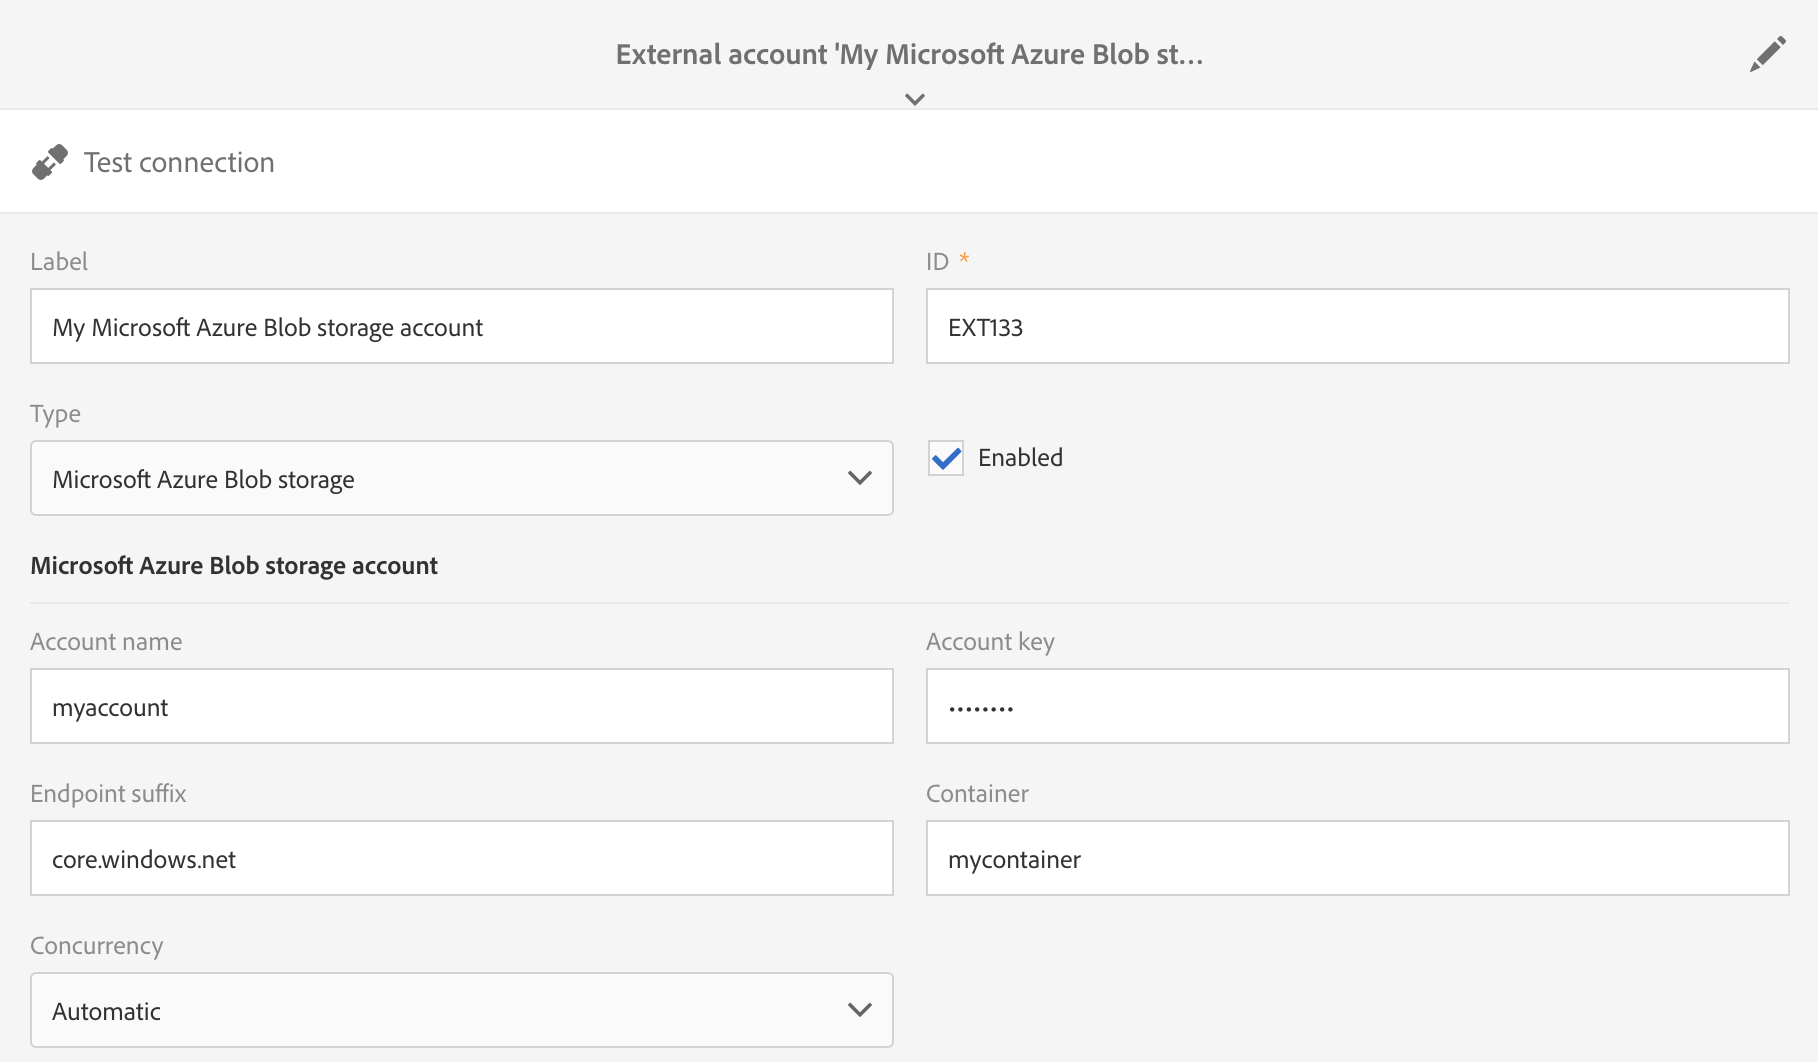 External account 'My Microsoft Azure Blob st...
Test connection
Label
ID *
My Microsoft Azure Blob storage account
EXT133
Type
Microsoft Azure Blob storage
Enabled
Microsoft Azure Blob storage account
Account name
Account key
myaccount
........
Endpoint suffix
Container
core.windows.net
mycontainer
Concurrency
Automatic